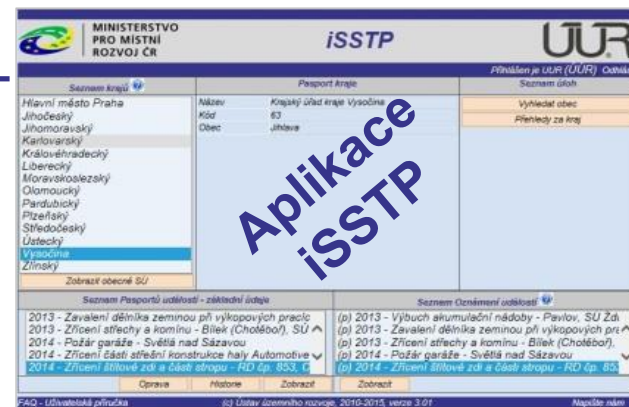 MINISTERSTVO
PRO MÍSTNÍ
ROZVOJ ČR
iSSTP
ÚÚR
Přihlášen je UUR (ÚÚR) Odhlá
Seznam krajů
Hlavní město Praha
Jihočeský
Jihomoravský
Karlovarský
Královéhradecký
Liberecký
Moravskoslezský
Olomoucký
Pardubický
Plzeňský
Středočeský
Ústecký
Vysočina
Zlínský
Zobrazit obecné SÚ
Pasport kraje
Název Krajský úřad kraje Vysočina
Kód 63
Obec Jihlava
Seznam úloh
Vyhledat obec
Přehledy za kraj
Aplikace
iSSTP
Seznam Pasportů událostí - základní údaje
2013 - Zavalení dělníka zeminou při výkopových pracíc
2013 - Zřícení střechy a komínu - Bílek (Chotěboř), SÚ
2014 - Požár garáže - Světlá nad Sázavou
2014 - Zřícení části střešní konstrukce haly Automotive
2014 - Zřícení štítové zdi a části stropu - RD čp. 853, C
Oprava Historie Zobrazit
Seznam Oznámení událostí
(p) 2013 - Výbuch akumulační nádoby - Pavlov, SÚ Žďá
(p) 2013 - Zavalení dělníka zeminou při výkopových pra
(p) 2013 - Zřícení střechy a komínu - Bílek (Chotěboř),
(p) 2014 - Požár garáže - Světlá nad Sázavou
(p) 2014 - Zřícení štítové zdi a části stropu - RD čp. 853
Zobrazit
FAQ - Uživatelská příručka (c) Ústav územního rozvoje, 2010-2015, verze 3.01 Napište nám